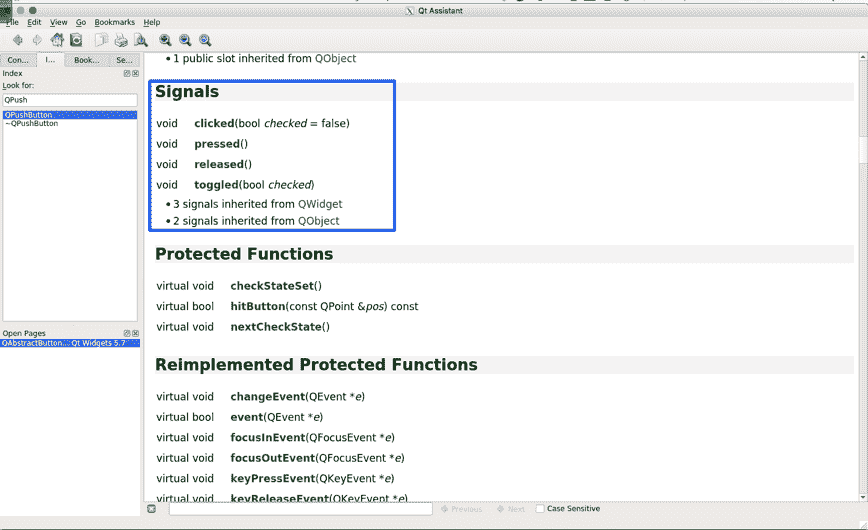 Qt Assistant
File Edit View Go Bookmarks Help
Con... I... Book... Se...
Index
Look for:
QPush
QPushButton
~QPushButton
Open Pages
QAbstractButton... Qt Widgets 5.7
• 1 public slot inherited from QObject
Signals
void clicked(bool checked = false)
void pressed()
void released()
void toggled(bool checked)
• 3 signals inherited from QWidget
• 2 signals inherited from QObject
Protected Functions
virtual void checkStateSet()
virtual bool hitButton(const QPoint &pos) const
virtual void nextCheckState()
Reimplemented Protected Functions
virtual void changeEvent(QEvent *e)
virtual bool event(QEvent *e)
virtual void focusInEvent(QFocusEvent *e)
virtual void focusOutEvent(QFocusEvent *e)
virtual void keyPressEvent(QKeyEvent *e)
virtual void keyReleaseEvent(QKeyEvent *e)
Previous Next Case Sensitive